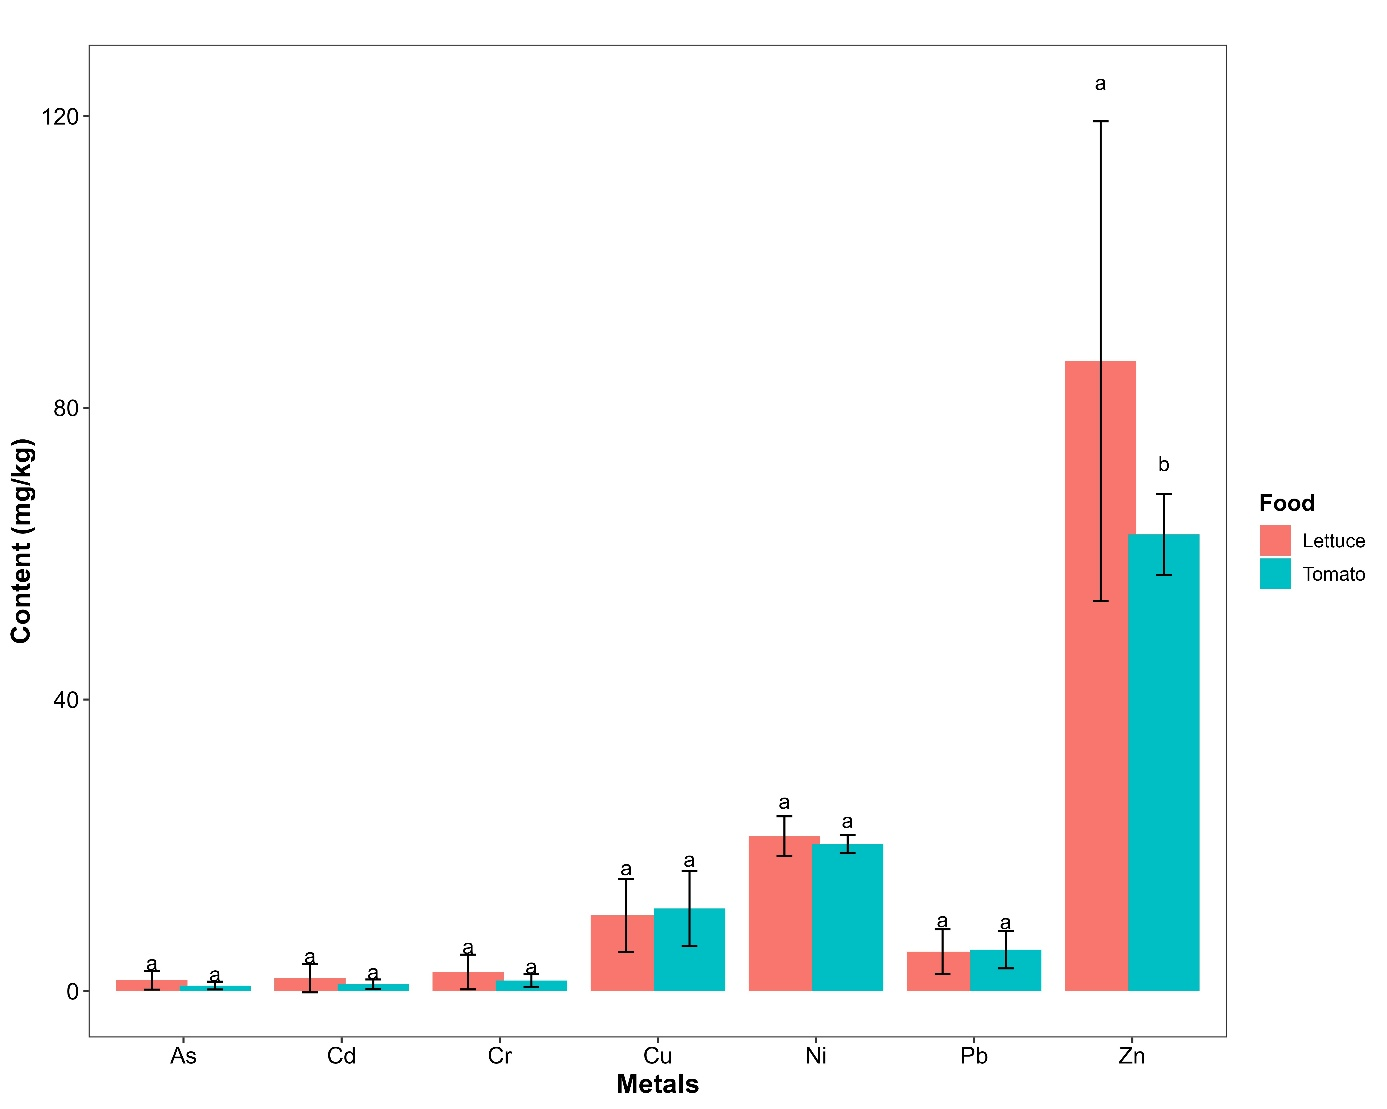 120
80
40
0
Content (mg/kg)
a
b
a
a
a
a
a
a
a
a
a
a
a
a
As
Cd
Cr
Cu
Ni
Pb
Zn
Metals
Food
Lettuce
Tomato